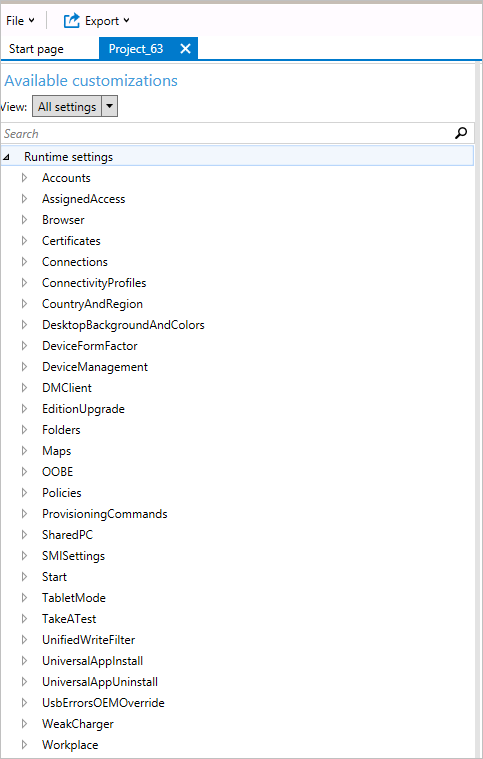 File Export
Start page Project_63
Available customizations
View: All settings
Search
Runtime settings
Accounts
AssignedAccess
Browser
Certificates
Connections
ConnectivityProfiles
CountryAndRegion
DesktopBackgroundAndColors
DeviceFormFactor
DeviceManagement
DMClient
EditionUpgrade
Folders
Maps
OOBE
Policies
ProvisioningCommands
SharedPC
SMISettings
Start
TabletMode
TakeATest
UnifiedWriteFilter
UniversalAppInstall
UniversalAppUninstall
UsbErrorsOEMOverride
WeakCharger
Workplace